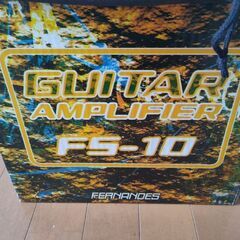 GUITAR
AMPLIFIER
FS-10
FERNANDES